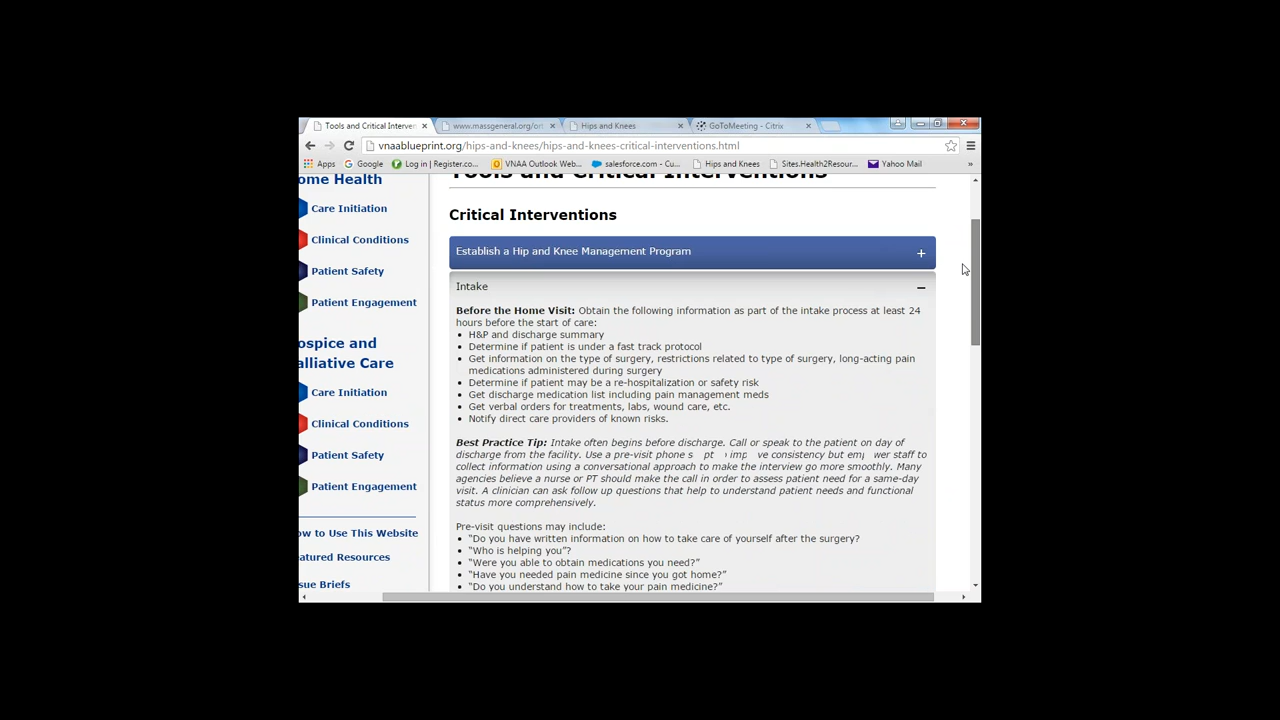 Tools and Critical Interven
www.massgeneral.org/or
Hips and Knees
GoToMeeting - Citrix
vnaablueprint.org/hips-and-knees/hips-and-knees-critical-interventions.html
Apps
Google
Log in | Register.co...
VNAA Outlook Web...
salesforce.com - Cu...
Hips and Knees
Sites.Health2Resour...
Yahoo Mail
»
ome Health
Care Initiation
Clinical Conditions
Patient Safety
Patient Engagement
ospice and
alliative Care
Care Initiation
Clinical Conditions
Patient Safety
Patient Engagement
ow to Use This Website
atured Resources
sue Briefs
Tools and Critical Interventions
Critical Interventions
Establish a Hip and Knee Management Program
Intake
Before the Home Visit: Obtain the following information as part of the intake process at least 24
hours before the start of care:
• H&P and discharge summary
• Determine if patient is under a fast track protocol
• Get information on the type of surgery, restrictions related to type of surgery, long-acting pain
medications administered during surgery
• Determine if patient may be a re-hospitalization or safety risk
• Get discharge medication list including pain management meds
• Get verbal orders for treatments, labs, wound care, etc.
• Notify direct care providers of known risks.
Best Practice Tip: Intake often begins before discharge. Call or speak to the patient on day of
discharge from the facility. Use a pre-visit phone consistency but staff to
collect information using a conversational approach to make the interview go more smoothly. Many
agencies believe a nurse or PT should make the call in order to assess patient need for a same-day
visit. A clinician can ask follow up questions that help to understand patient needs and functional
status more comprehensively.
Pre-visit questions may include:
• "Do you have written information on how to take care of yourself after the surgery?
• "Who is helping you"?
• "Were you able to obtain medications you need?"
• "Have you needed pain medicine since you got home?"
• "Do you understand how to take your pain medicine?"